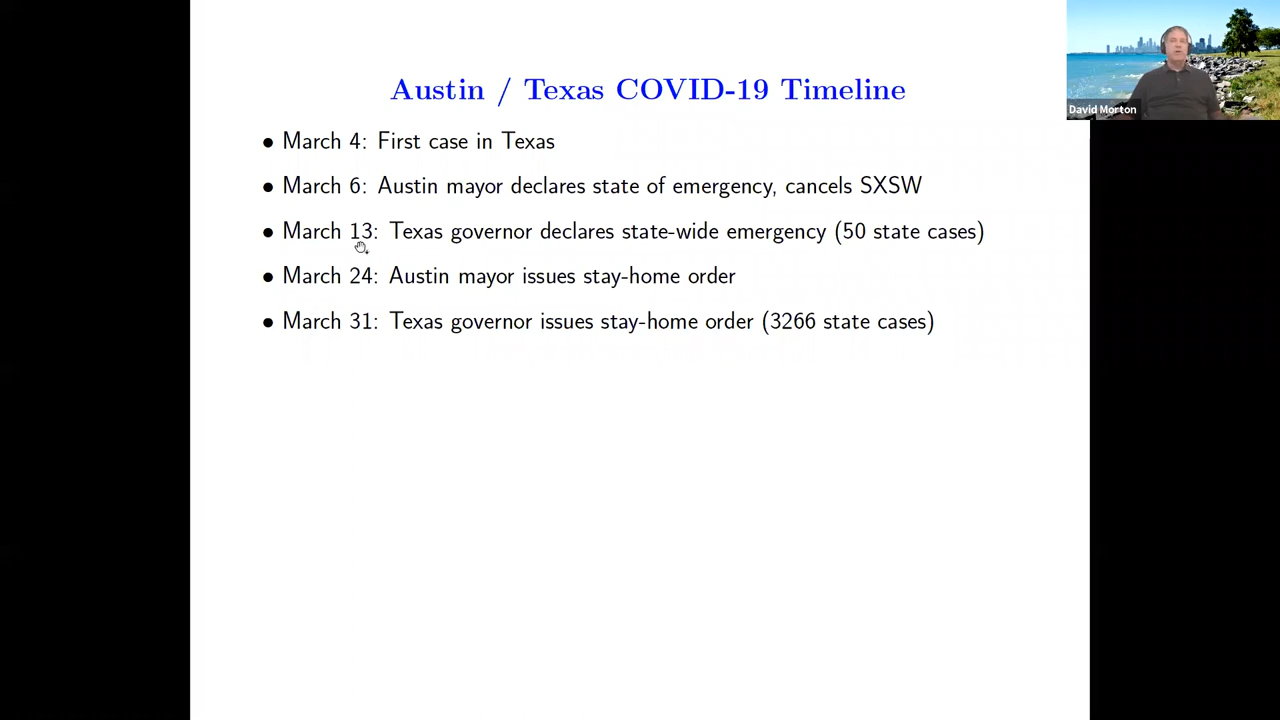 Austin / Texas COVID-19 Timeline
• March 4: First case in Texas
• March 6: Austin mayor declares state of emergency, cancels SXSW
• March 13: Texas governor declares state-wide emergency (50 state cases)
• March 24: Austin mayor issues stay-home order
• March 31: Texas governor issues stay-home order (3266 state cases)
David Morton